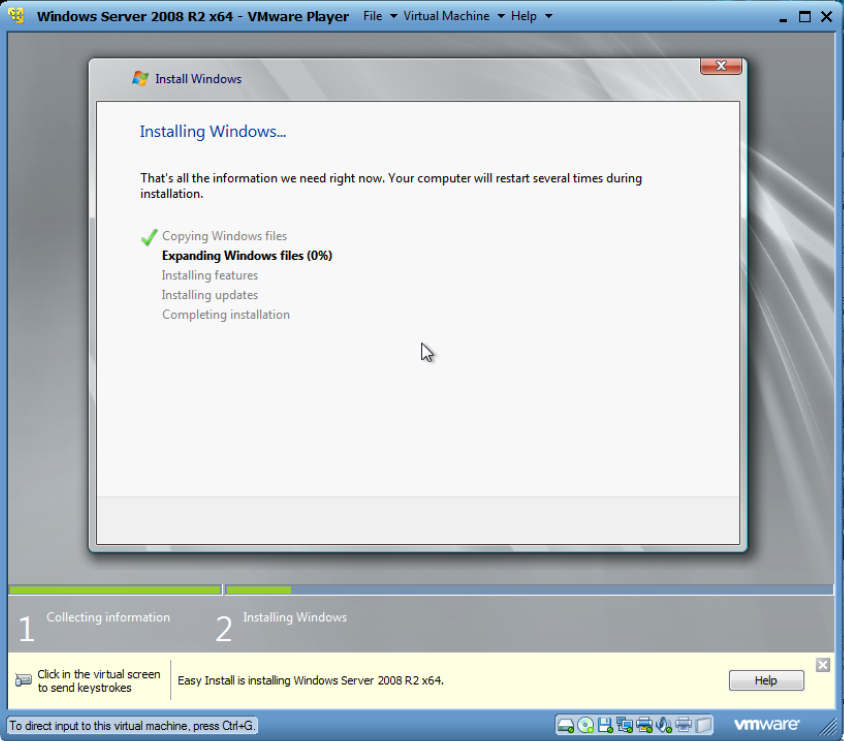 Windows Server 2008 R2 x64 - VMware Player File Virtual Machine Help
Install Windows
Installing Windows...
That's all the information we need right now. Your computer will restart several times during
installation.
Copying Windows files
Expanding Windows files (0%)
Installing features
Installing updates
Completing installation
1 Collecting information
2 Installing Windows
Click in the virtual screen
to send keystrokes
Easy Install is installing Windows Server 2008 R2 x64.
Help
To direct input to this virtual machine, press Ctrl+G.
vmware